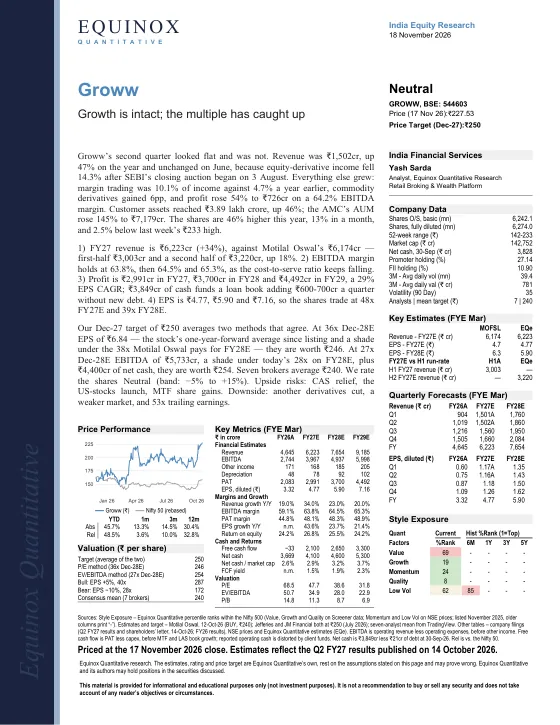 EQUINOX
QUANTITATIVE
India Equity Research
18 November 2026
Groww
Growth is intact; the multiple has caught up
Neutral
GROWW, BSE: 544603
Price (17 Nov 26):₹227.53
Price Target (Dec-27):₹250
Groww's second quarter looked flat and was not. Revenue was ₹1,502cr, up
47% on the year and unchanged on June, because equity-derivative income fell
14.3% after SEBI's closing auction began on 3 August. Everything else grew:
margin trading was 10.1% of income against 4.7% a year earlier, commodity
derivatives gained 6pp, and profit rose 54% to ₹726cr on a 64.2% EBITDA
margin. Customer assets reached ₹3.89 lakh crore, up 46%; the AMC's AUM
rose 145% to ₹7,179cr. The shares are 46% higher this year, 13% in a month,
and 2.5% below last week's ₹233 high.
1) FY27 revenue is ₹6,223cr (+34%), against Motilal Oswal's ₹6,174cr —
first-half ₹3,003cr and a second half of ₹3,220cr, up 18%. 2) EBITDA margin
holds at 63.8%, then 64.5% and 65.3%, as the cost-to-serve ratio keeps falling.
3) Profit is ₹2,991cr in FY27, ₹3,700cr in FY28 and ₹4,492cr in FY29, a 29%
EPS CAGR; ₹3,849cr of cash funds a loan book adding ₹600-700cr a quarter
without new debt. 4) EPS is ₹4.77, ₹5.90 and ₹7.16, so the shares trade at 48x
FY27E and 39x FY28E.
Our Dec-27 target of ₹250 averages two methods that agree. At 36x Dec-28E
EPS of ₹6.84 — the stock's one-year-forward average since listing and a
shade under the 38x Motilal Oswal pays for FY28E — they are worth ₹246. At 27x
Dec-28E EBITDA of ₹5,733cr, a shade under today's 28x on FY28E, plus
₹4,400cr of net cash, they are worth ₹254. Seven brokers average ₹240. We rate
the shares Neutral (band: −5% to +15%). Upside risks: CAS relief, the
US-stocks launch, MTF share gains. Downside: another derivatives cut, a
weaker market, and 53x trailing earnings.
India Financial Services
Yash Sarda
Analyst, Equinox Quantitative Research
Retail Broking & Wealth Platform
Company Data
Shares O/S, basic (mn) 6,242.1
Shares, fully diluted (mn) 6,274.0
52-week range (₹) 142-233
Market cap (₹ cr) 142,752
Net cash, 30-Sep (₹ cr) 3,828
Promoter holding (%) 27.14
FII holding (%) 10.90
3M - Avg daily vol (mn) 39.4
3M - Avg daily val (₹ cr) 781
Volatility (90 Day) 35
Analysts | mean target (₹) 7 | 240
Key Estimates (FYE Mar)
MOFSL EQe
Revenue - FY27E (₹ cr) 6,174 6,223
EPS - FY27E (₹) 4.7 4.77
EPS - FY28E (₹) 6.3 5.90
FY27E vs H1 run-rate H1A EQe
H1 FY27 revenue (₹ cr) 3,003 —
H2 FY27E revenue (₹ cr) — 3,220
Quarterly Forecasts (FYE Mar)
Revenue (₹ cr) FY26A FY27E FY28E
Q1 904 1,501A 1,760
Q2 1,019 1,502A 1,860
Q3 1,216 1,560 1,950
Q4 1,505 1,660 2,084
FY 4,645 6,223 7,654
EPS, diluted (₹) FY26A FY27E FY28E
Q1 0.60 1.17A 1.35
Q2 0.75 1.16A 1.43
Q3 0.87 1.18 1.50
Q4 1.09 1.26 1.62
FY 3.32 4.77 5.90
Style Exposure
Quant Current Hist %Rank (1=Top)
Factors %Rank 6M 1Y 3Y 5Y
Value 69 - - - -
Growth 19 - - - -
Momentum 24 - - - -
Quality 8 - - - -
Low Vol 62 85 - - -
Price Performance
225
200
175
150
Jan 26 Apr 26 Jul 26 Oct 26
Groww (₹) Nifty 50 (rebased)
YTD 1m 3m 12m
Abs 45.7% 13.3% 14.5% 30.4%
Rel 48.5% 3.6% 10.0% 32.8%
Valuation (₹ per share)
Target (average of the two) 250
P/E method (36x Dec-28E) 246
EV/EBITDA method (27x Dec-28E) 254
Bull: EPS +5%, 40x 287
Bear: EPS −10%, 28x 172
Consensus mean (7 brokers) 240
Key Metrics (FYE Mar)
₹ in crore FY26A FY27E FY28E FY29E
Financial Estimates
Revenue 4,645 6,223 7,654 9,185
EBITDA 2,744 3,967 4,937 5,998
Other income 171 168 185 205
Depreciation 48 78 92 102
PAT 2,083 2,991 3,700 4,492
EPS, diluted (₹) 3.32 4.77 5.90 7.16
Margins and Growth
Revenue growth Y/Y 19.0% 34.0% 23.0% 20.0%
EBITDA margin 59.1% 63.8% 64.5% 65.3%
PAT margin 44.8% 48.1% 48.3% 48.9%
EPS growth Y/Y n.m. 43.6% 23.7% 21.4%
Return on equity 24.2% 26.8% 25.5% 24.2%
Cash and Returns
Free cash flow −33 2,100 2,650 3,300
Net cash 3,669 4,100 4,600 5,300
Net cash / market cap 2.6% 2.9% 3.2% 3.7%
FCF yield n.m. 1.5% 1.9% 2.3%
Valuation
P/E 68.5 47.7 38.6 31.8
EV/EBITDA 50.7 34.9 28.0 22.9
P/B 14.8 11.3 8.7 6.9
Equinox Quantitative
Priced at the 17 November 2026 close. Estimates reflect the Q2 FY27 results published on 14 October 2026.
Equinox Quantitative research. The estimates, rating and price target are Equinox Quantitative's own, rest on the assumptions stated on this page and may prove wrong. Equinox Quantitative
and its authors may hold positions in the securities discussed.
This material is provided for informational and educational purposes only (not investment purposes). It is not a recommendation to buy or sell any security and does not take
account of any reader's objectives or circumstances.